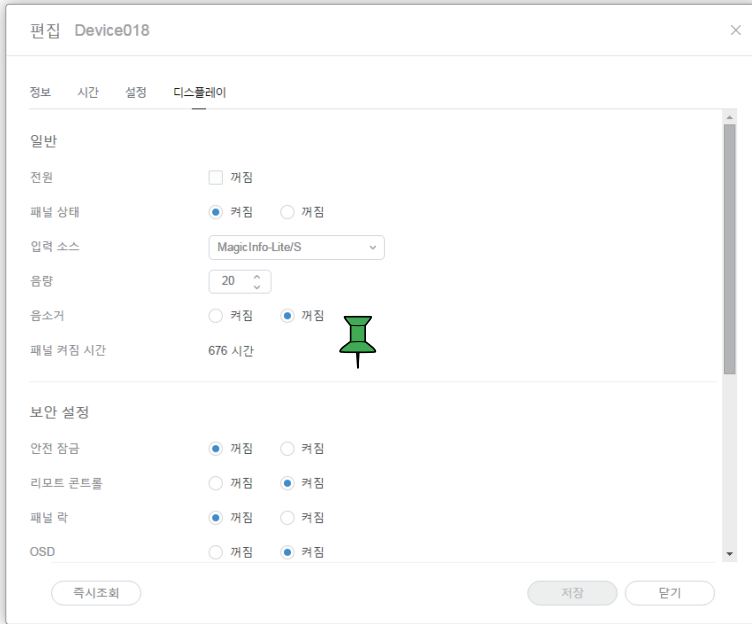 편집 Device018
정보 시간 설정 디스플레이
일반
전원 꺼짐
패널 상태 켜짐 꺼짐
입력 소스 MagicInfo-Lite/S
음량 20
음소거 켜짐 꺼짐
패널 켜짐 시간 676 시간
보안 설정
안전 잠금 꺼짐 켜짐
리모트 콘트롤 꺼짐 켜짐
패널 락 꺼짐 켜짐
OSD 꺼짐 켜짐
즉시조회 저장 닫기